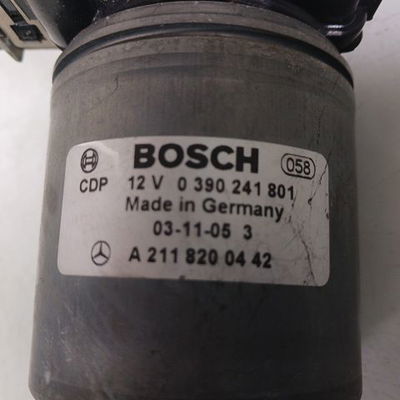 BOSCH 058
CDP 12 V 0 390 241 801
Made in Germany
03-11-05 3
A 211 820 04 42